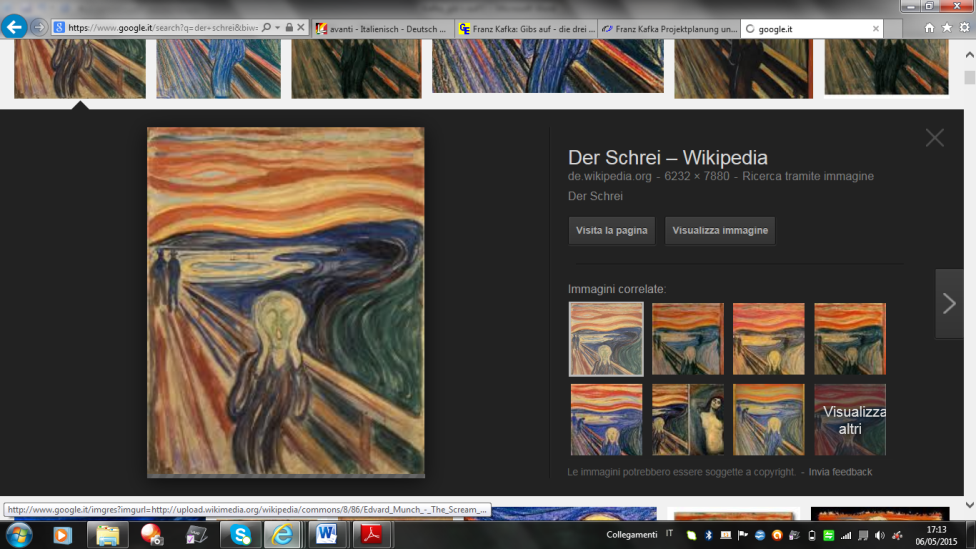 https://www.google.it/search?q=der+schrei&biw=
avanti - Italienisch - Deutsch ...
Franz Kafka: Gibs auf - die drei ...
Franz Kafka Projektplanung un...
google.it
Der Schrei – Wikipedia
de.wikipedia.org - 6232 × 7880 - Ricerca tramite immagine
Der Schrei
Visita la pagina
Visualizza immagine
Immagini correlate:
Visualizza
altri
Le immagini potrebbero essere soggette a copyright. - Invia feedback
http://www.google.it/imgres?imgurl=http://upload.wikimedia.org/wikipedia/commons/8/86/Edvard_Munch_-_The_Scream_...
Collegamenti
IT
17:13
06/05/2015